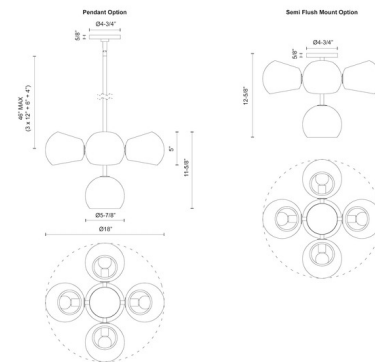 Pendant Option
Ø4-3/4"
5/8"
46" MAX
(3 x 12" + 6" + 4")
5"
11-5/8"
Ø5-7/8"
Ø18"
Semi Flush Mount Option
Ø4-3/4"
5/8"
12-5/8"